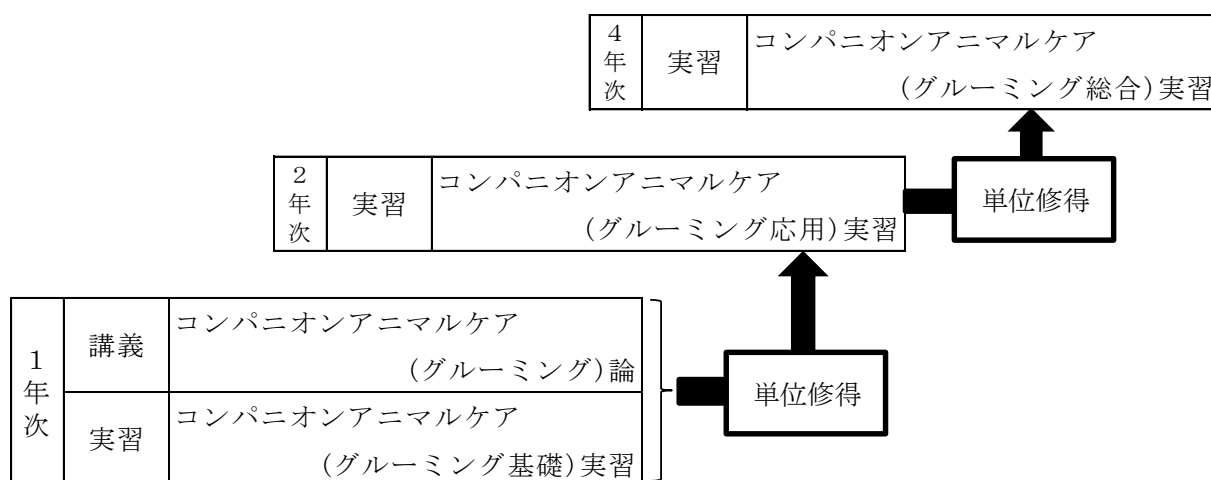 4年次
実習
コンパニオンアニマルケア
(グルーミング総合)実習
2年次
実習
コンパニオンアニマルケア
(グルーミング応用)実習
単位修得
1年次
講義
コンパニオンアニマルケア
(グルーミング)論
実習
コンパニオンアニマルケア
(グルーミング基礎)実習
単位修得